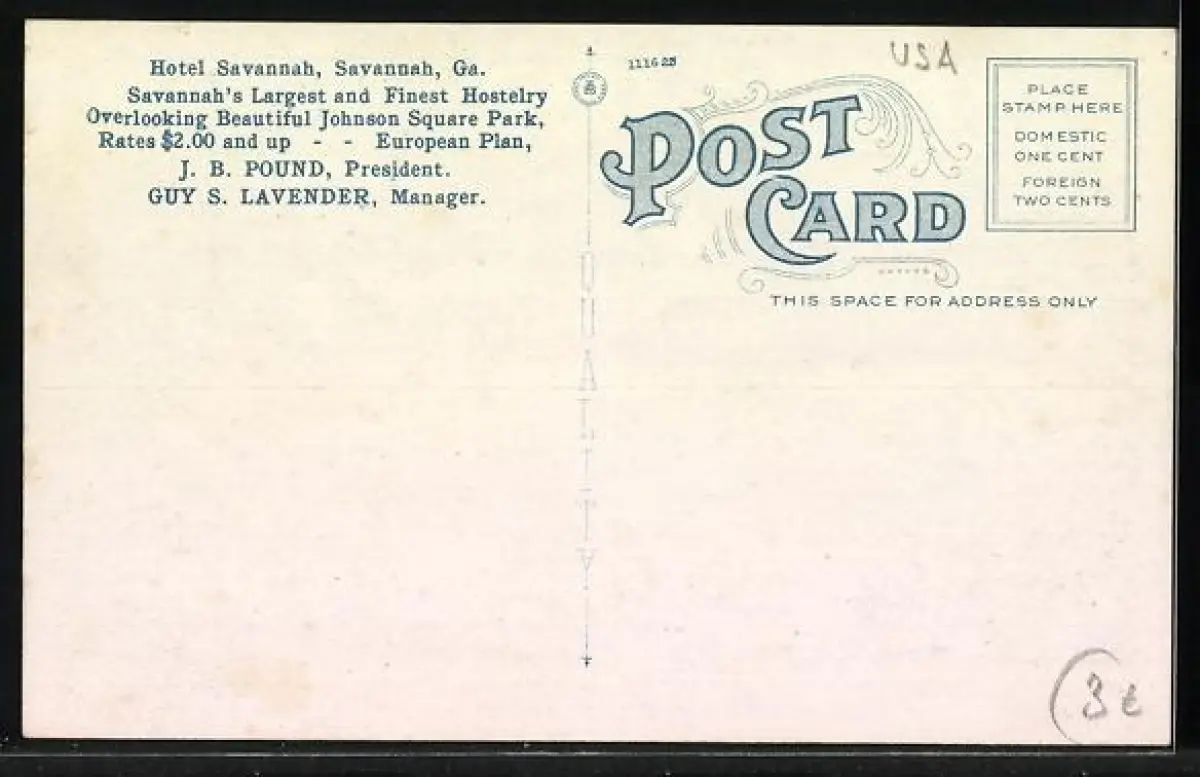 Hotel Savannah, Savannah, Ga.
Savannah's Largest and Finest Hostelry
Overlooking Beautiful Johnson Square Park,
Rates $2.00 and up - - European Plan,
J. B. POUND, President.
GUY S. LAVENDER, Manager.
QUALITY
USA
POST
CARD
THIS SPACE FOR ADDRESS ONLY
PLACE
STAMP HERE
DOMESTIC
ONE CENT
FOREIGN
TWO CENTS
3 €